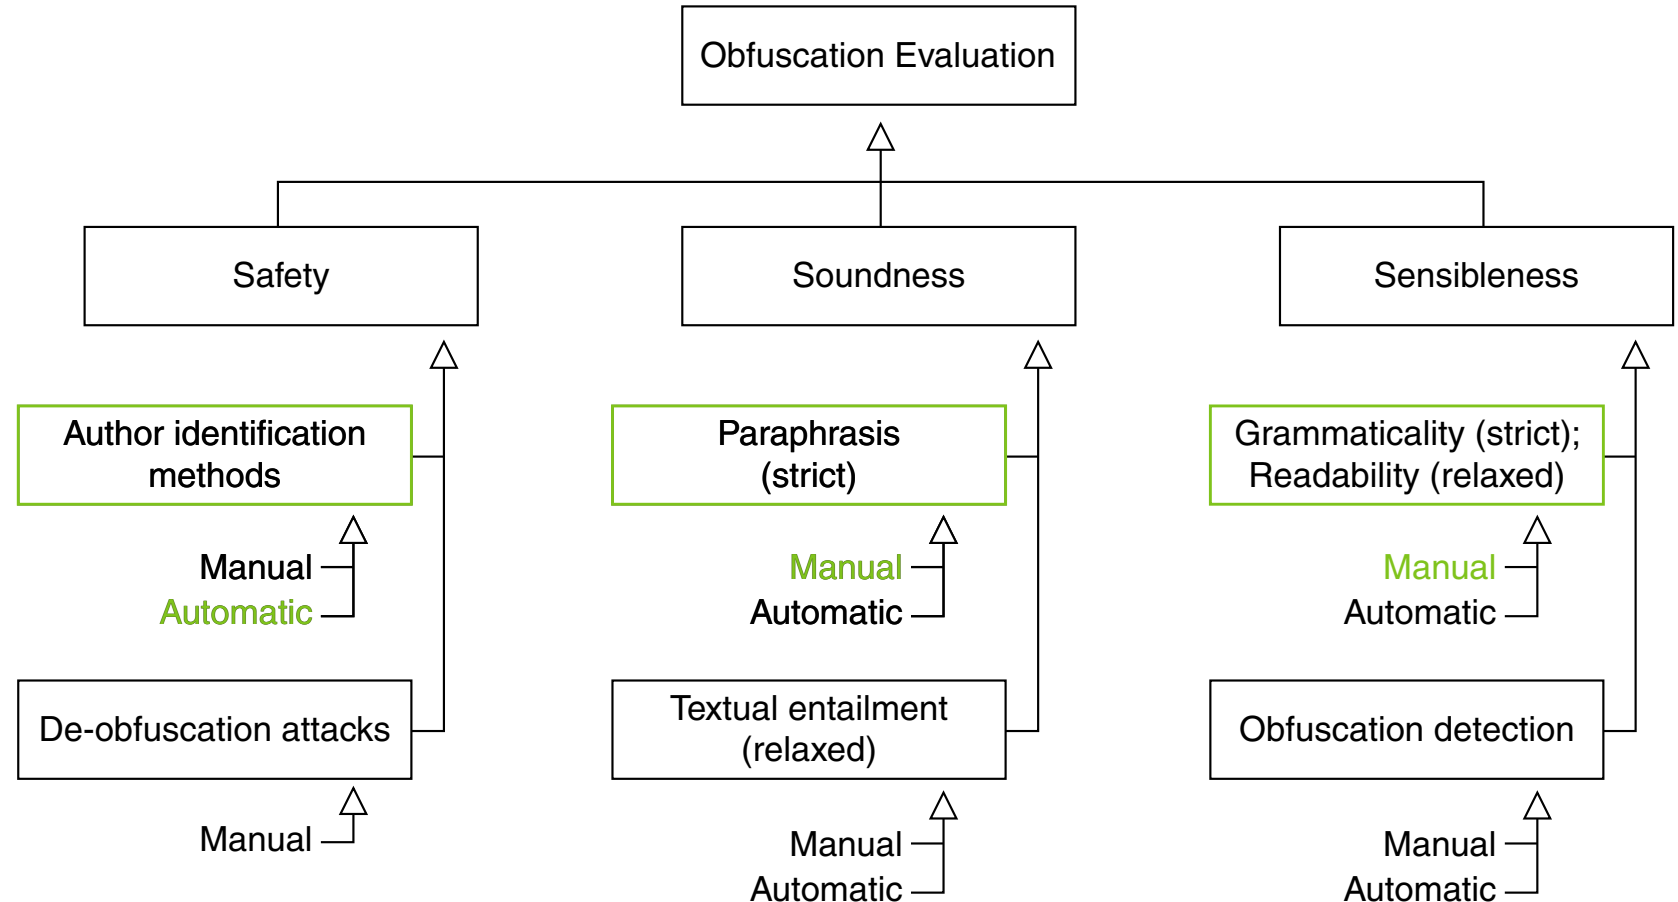 Obfuscation Evaluation
Safety
Soundness
Sensibleness
Author identification
methods
Manual
Automatic
De-obfuscation attacks
Manual
Paraphrasis
(strict)
Manual
Automatic
Textual entailment
(relaxed)
Manual
Automatic
Grammaticality (strict);
Readability (relaxed)
Manual
Automatic
Obfuscation detection
Manual
Automatic